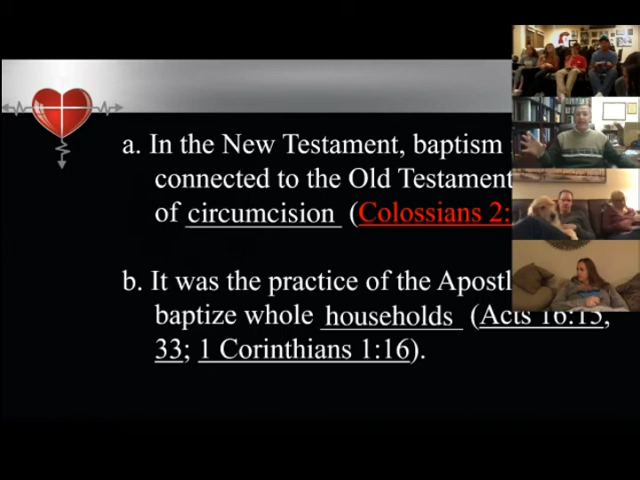 a. In the New Testament, baptism
connected to the Old Testament
of circumcision (Colossians 2:
b. It was the practice of the Apostl
baptize whole households (Acts 16:15,
33; 1 Corinthians 1:16).